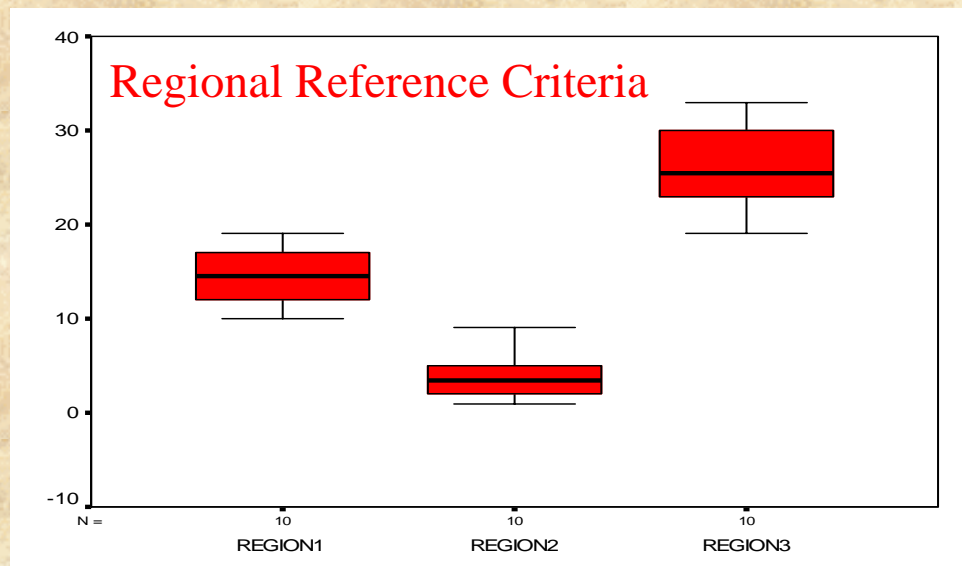 Regional Reference Criteria
40
30
20
10
0
-10
N = 10 10 10
REGION1 REGION2 REGION3